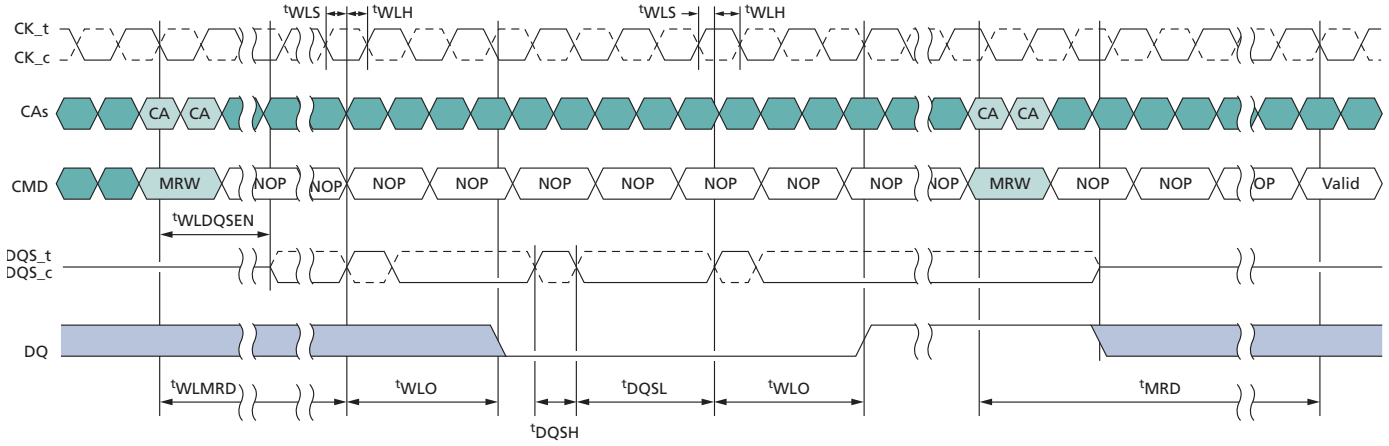 tWLS tWLH tWLS tWLH
CK_t
CK_c
CAs CA CA CA CA
CMD MRW NOP NOP NOP NOP NOP NOP NOP NOP NOP NOP MRW NOP NOP OP Valid
tWLDQSEN
DQS_t
DQS_c
DQ
tWLMRD tWLO tDQSL tWLO tMRD
tDQSH